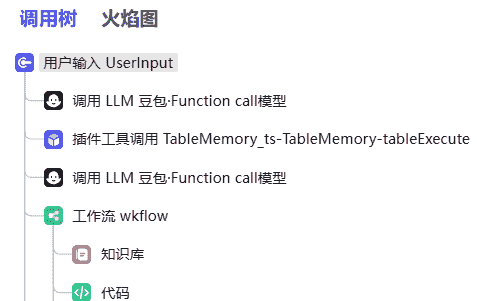 调用树 火焰图
用户输入 UserInput
调用 LLM 豆包·Function call模型
插件工具调用 TableMemory_ts-TableMemory-tableExecute
调用 LLM 豆包·Function call模型
工作流 wkflow
知识库
代码